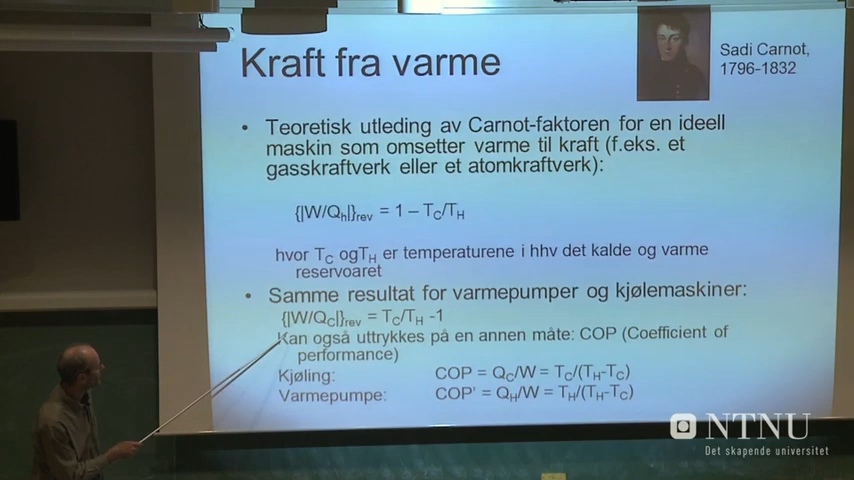 Kraft fra varme
Sadi Carnot,
1796-1832
• Teoretisk utleding av Carnot-faktoren for en ideell
maskin som omsetter varme til kraft (f.eks. et
gasskraftverk eller et atomkraftverk):
{|W/Qh|}rev = 1 – TC/TH
hvor TC ogTH er temperaturene i hhv det kalde og varme
reservoaret
• Samme resultat for varmepumper og kjølemaskiner:
{|W/QC|}rev = TC/TH -1
Kan også uttrykkes på en annen måte: COP (Coefficient of
performance)
Kjøling: COP = QC/W = TC/(TH-TC)
Varmepumpe: COP' = QH/W = TH/(TH-TC)
NTNU
Det skapende universitet